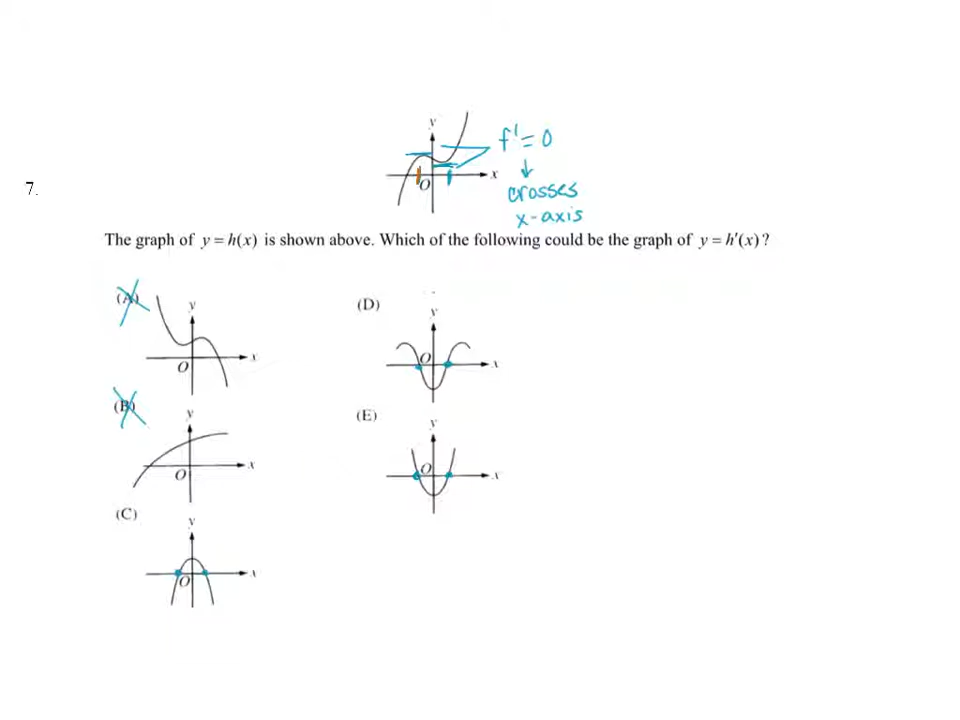 y
f'=0
x
O
↓
crosses
x-axis
7.
The graph of y = h(x) is shown above. Which of the following could be the graph of y = h′(x)?
(A)
y
x
O
(D)
y
x
O
(B)
y
x
O
(E)
y
x
O
(C)
y
x
O